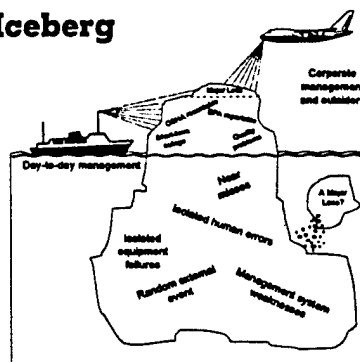 Iceberg
Corporate
management
and outsiders
Major Loss
Day-to-day management
Near
misses
A Major
Loss?
Isolated human errors
Isolated
equipment
failures
Random external
event
Management system
weaknesses